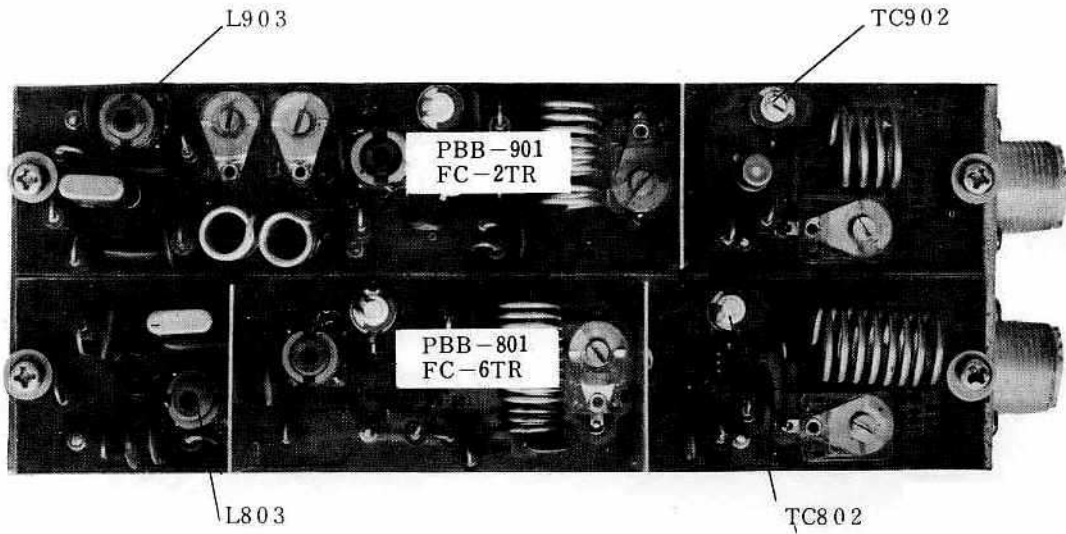 L903
TC902
PBB-901
FC-2TR
PBB-801
FC-6TR
L803
TC802